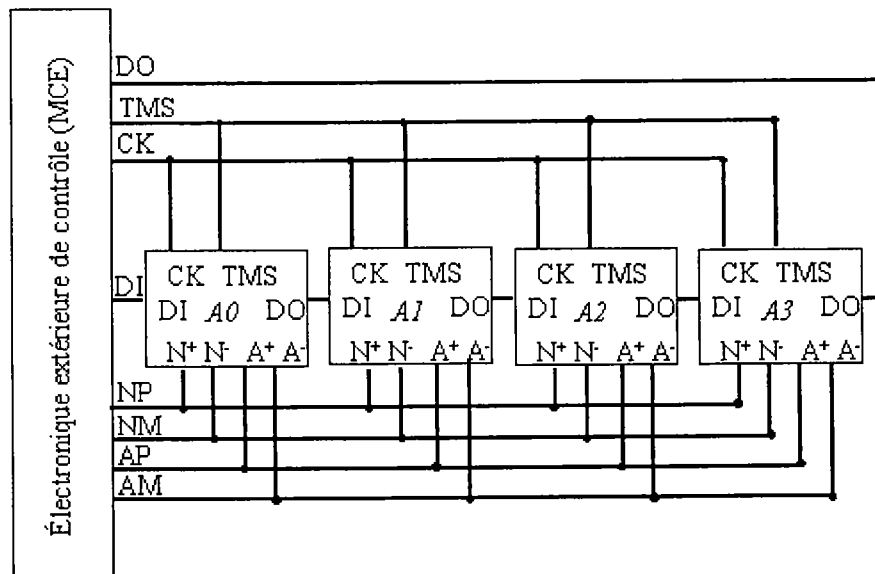 Électronique extérieure de contrôle (MCE)
DO
TMS
CK
DI
CK TMS
DI A0 DO
N+ N- A+ A-
CK TMS
DI A1 DO
N+ N- A+ A-
CK TMS
DI A2 DO
N+ N- A+ A-
CK TMS
DI A3 DO
N+ N- A+ A-
NP
NM
AP
AM